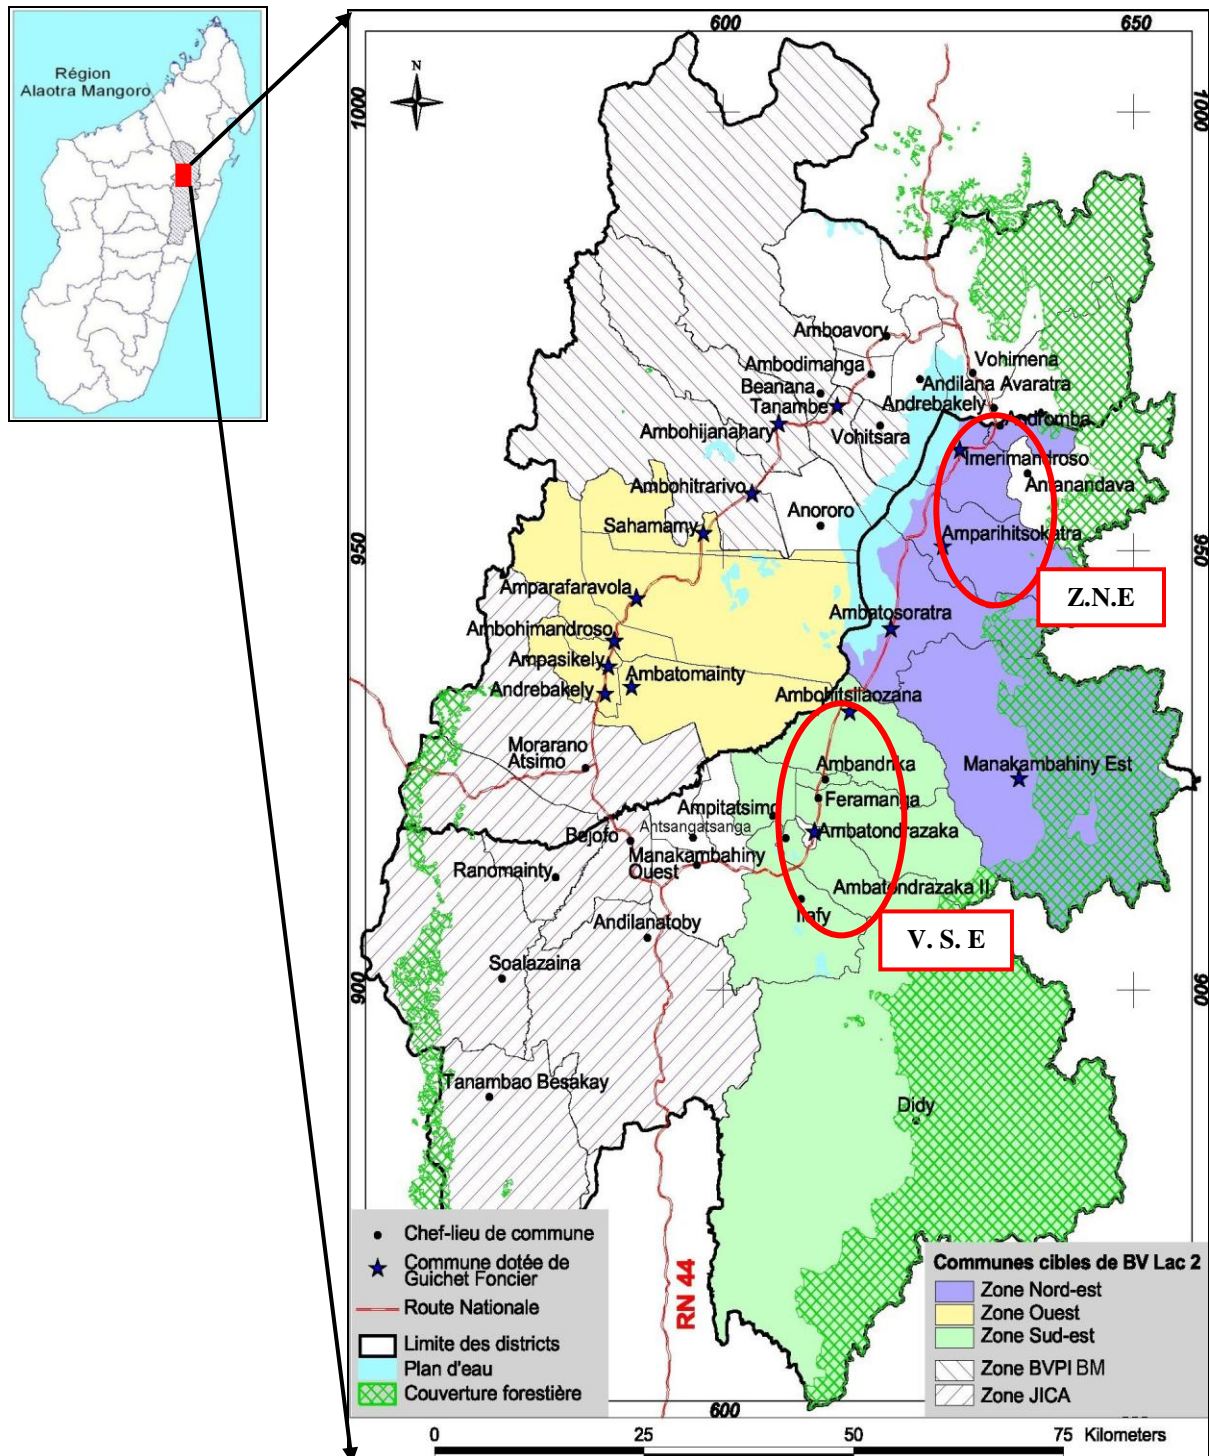 Région
Alaotra Mangoro
600
650
N
1000
1000
Amboavory
Vohimena
Ambodimanga
Andilana Avaratra
Beanana
Andrebakely
Tanambe
Andromba
Ambohijanahary
Vohitsara
Imerimandroso
Antanandava
Ambohitrarivo
Anororo
Sahamamy
Amparihitsokatra
950
950
Z.N.E
Amparafaravola
Ambatosoratra
Ambohimandroso
Ampasikely
Ambatomainty
Andrebakely
Ambohitsilaozana
Morarano
Atsimo
Ambandrika
Manakambahiny Est
Feramanga
Ampitatsimo
Antsangatsanga
Ambatondrazaka
Bejofo
Manakambahiny
Ouest
Ranomainty
Ambatondrazaka II
Ilafy
Andilanatoby
V. S. E
Soalazaina
900
900
Tanambao Besakay
Didy
RN 44
Chef-lieu de commune
Commune dotée de
Guichet Foncier
Route Nationale
Limite des districts
Plan d'eau
Couverture forestière
Communes cibles de BV Lac 2
Zone Nord-est
Zone Ouest
Zone Sud-est
Zone BVPI BM
Zone JICA
600
0 25 50 75 Kilometers